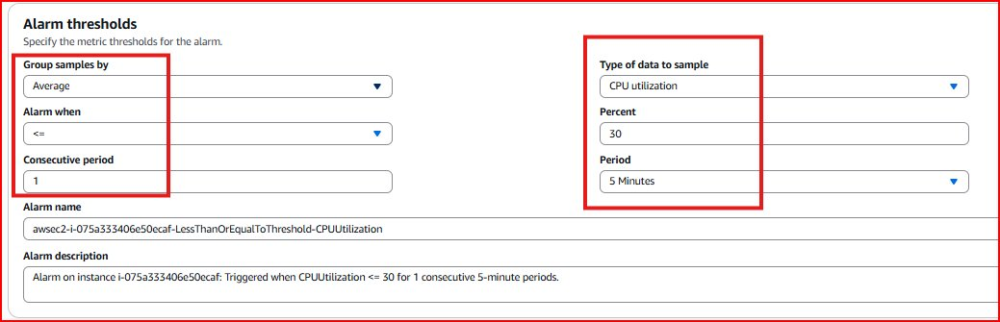 Alarm thresholds
Specify the metric thresholds for the alarm.
Group samples by
Average
Type of data to sample
CPU utilization
Alarm when
<=
Percent
30
Consecutive period
1
Period
5 Minutes
Alarm name
awsec2-i-075a333406e50ecaf-LessThanOrEqualToThreshold-CPUUtilization
Alarm description
Alarm on instance i-075a333406e50ecaf: Triggered when CPUUtilization <= 30 for 1 consecutive 5-minute periods.